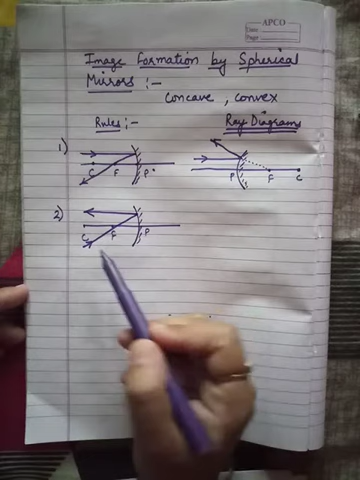 APCO
Date:
Page:
Image Formation by Spherical
Mirrors :-
Concave , convex
Rules :-
Ray Diagrams
1)
C F P
P F C
2)
C F P